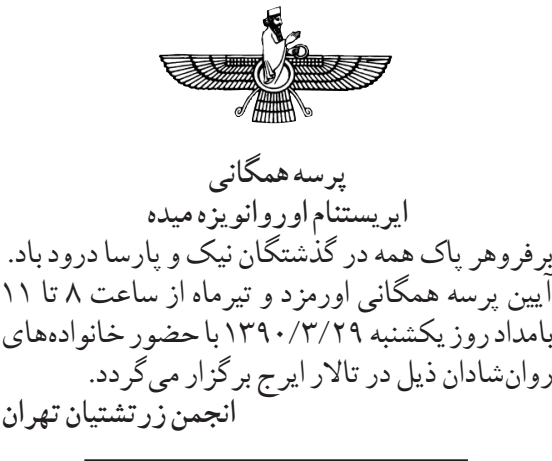 پرسه همگانی
ایریستنام اوروانویزه میده
برفروهر پاک همه در گذشتگان نیک و پارسا درود باد.
آیین پرسه همگانی اورمزد و تیرماه از ساعت ۸ تا ۱۱
بامداد روز یکشنبه ۱۳۹۰/۳/۲۹ با حضور خانواده‌های
روان‌شادان ذیل در تالار ایرج برگزار می‌گردد.
انجمن زرتشتیان تهران